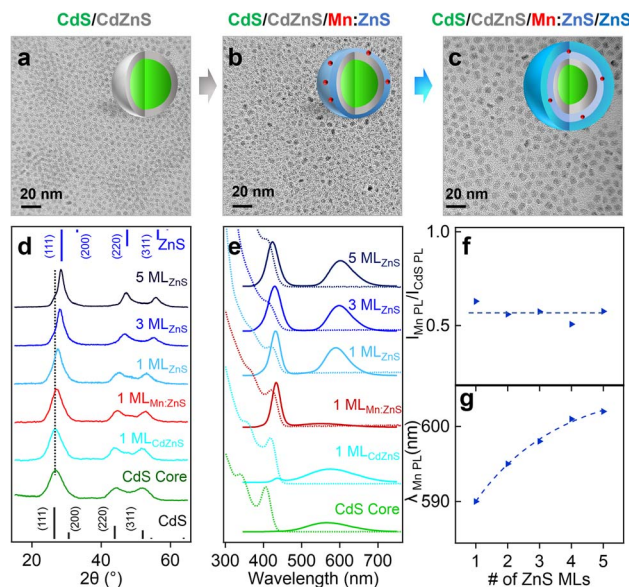 CdS/CdZnS
CdS/CdZnS/Mn:ZnS
CdS/CdZnS/Mn:ZnS/ZnS
a
20 nm
b
20 nm
c
20 nm
d
(111)
(200)
(220)
(311)
ZnS
5 MLZnS
3 MLZnS
1 MLZnS
1 MLMn:ZnS
1 MLCdZnS
CdS Core
(111)
(200)
(220)
(311)
CdS
20 40 60
2θ (°)
e
5 MLZnS
3 MLZnS
1 MLZnS
1 MLMn:ZnS
1 MLCdZnS
CdS Core
300 400 500 600 700
Wavelength (nm)
f
1.0
0.5
IMn PL/ICdS PL
g
600
590
λMn PL(nm)
1 2 3 4 5
# of ZnS MLs